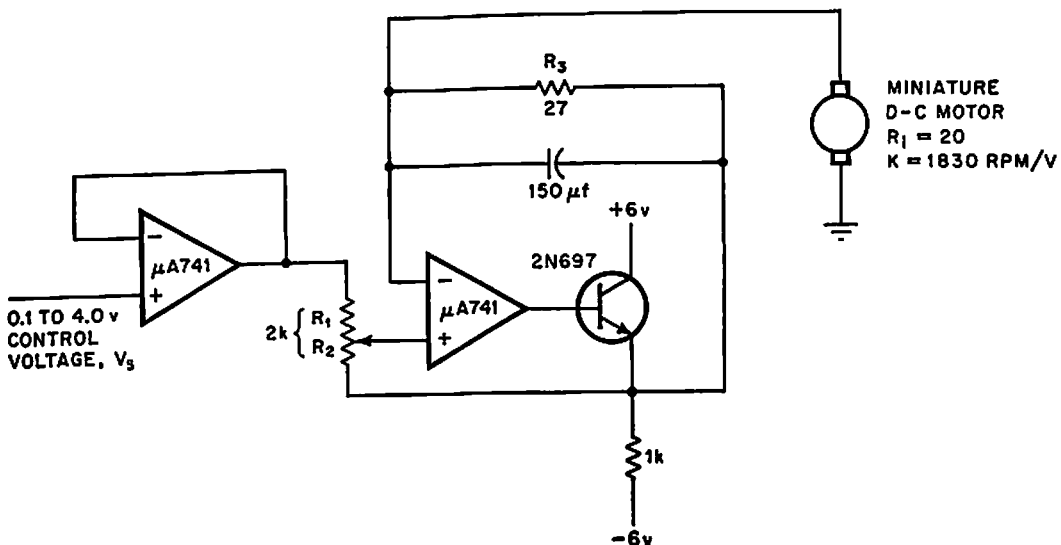 R3
27
150 μf
MINIATURE
D-C MOTOR
R1 = 20
K = 1830 RPM/V
+6v
2N697
−
μA741
+
−
μA741
+
0.1 TO 4.0 v
CONTROL
VOLTAGE, Vs
2k { R1
R2
1k
−6v